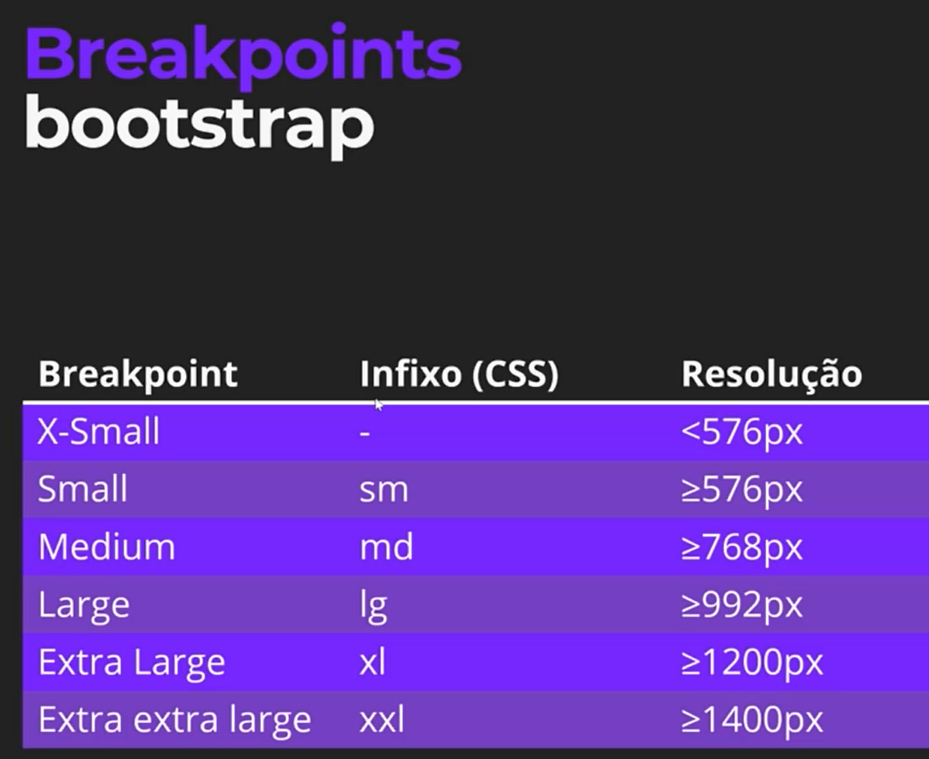 Breakpoints
bootstrap
Breakpoint Infixo (CSS) Resolução
X-Small - <576px
Small sm ≥576px
Medium md ≥768px
Large lg ≥992px
Extra Large xl ≥1200px
Extra extra large xxl ≥1400px